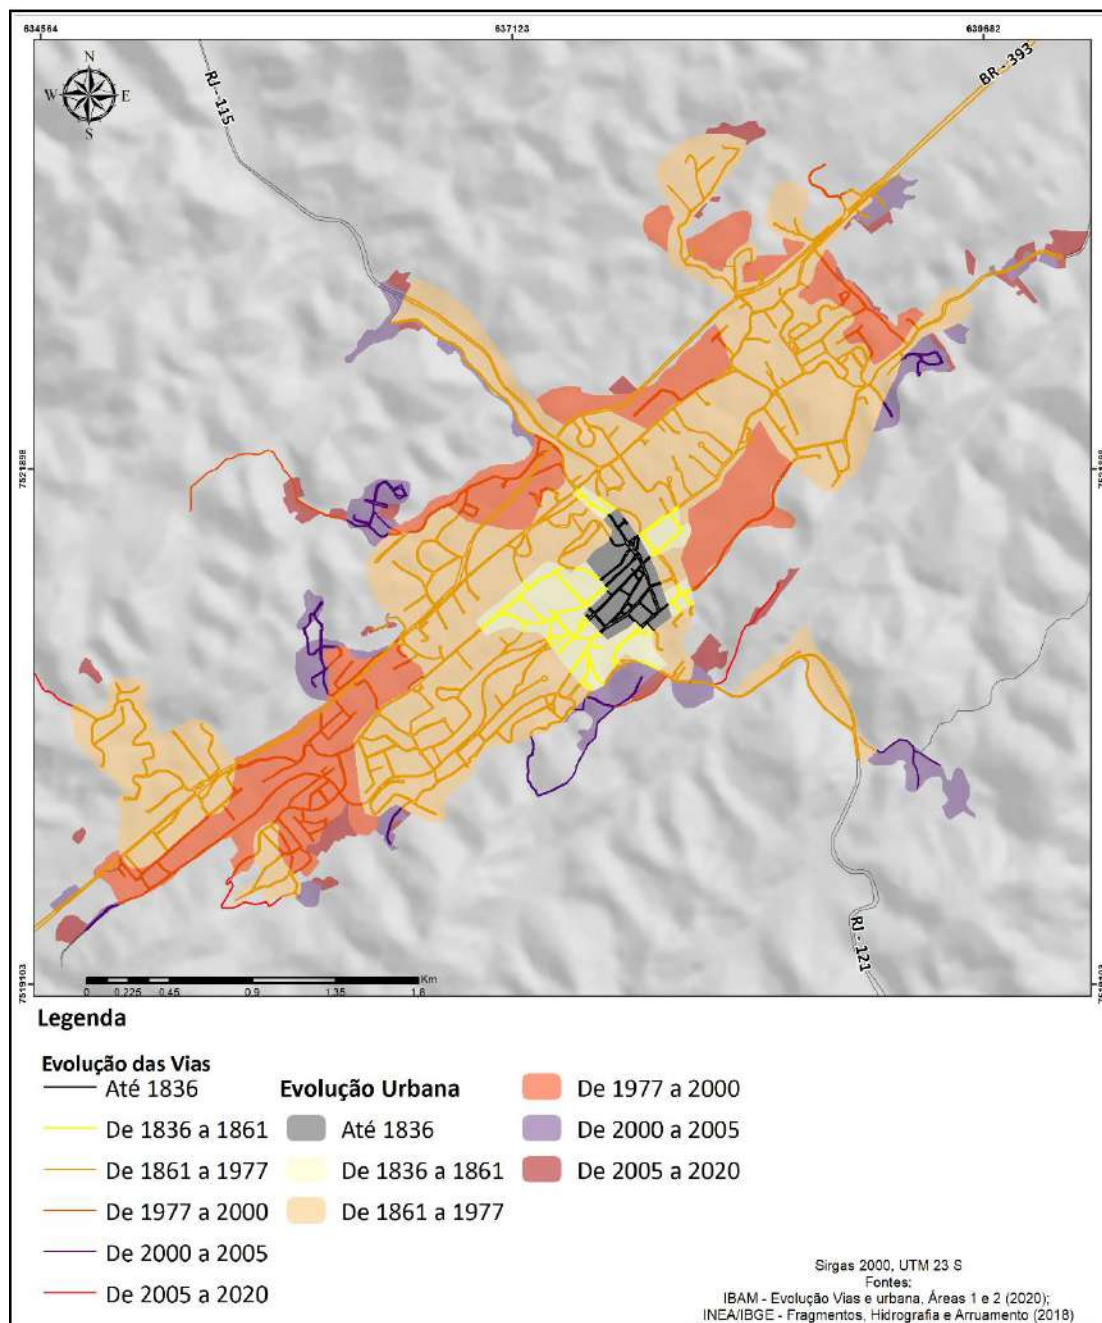 634564 637123 639682
N
W E
S
RJ - 115
BR - 393
7521898 7521898
RJ - 121
7519103 7519103
Km
0 0.225 0.45 0.9 1.35 1.8
Legenda
Evolução das Vias
Até 1836
De 1836 a 1861
De 1861 a 1977
De 1977 a 2000
De 2000 a 2005
De 2005 a 2020
Evolução Urbana
Até 1836
De 1836 a 1861
De 1861 a 1977
De 1977 a 2000
De 2000 a 2005
De 2005 a 2020
Sirgas 2000, UTM 23 S
Fontes:
IBAM - Evolução Vias e urbana, Áreas 1 e 2 (2020);
INEA/IBGE - Fragmentos, Hidrografia e Arruamento (2018)